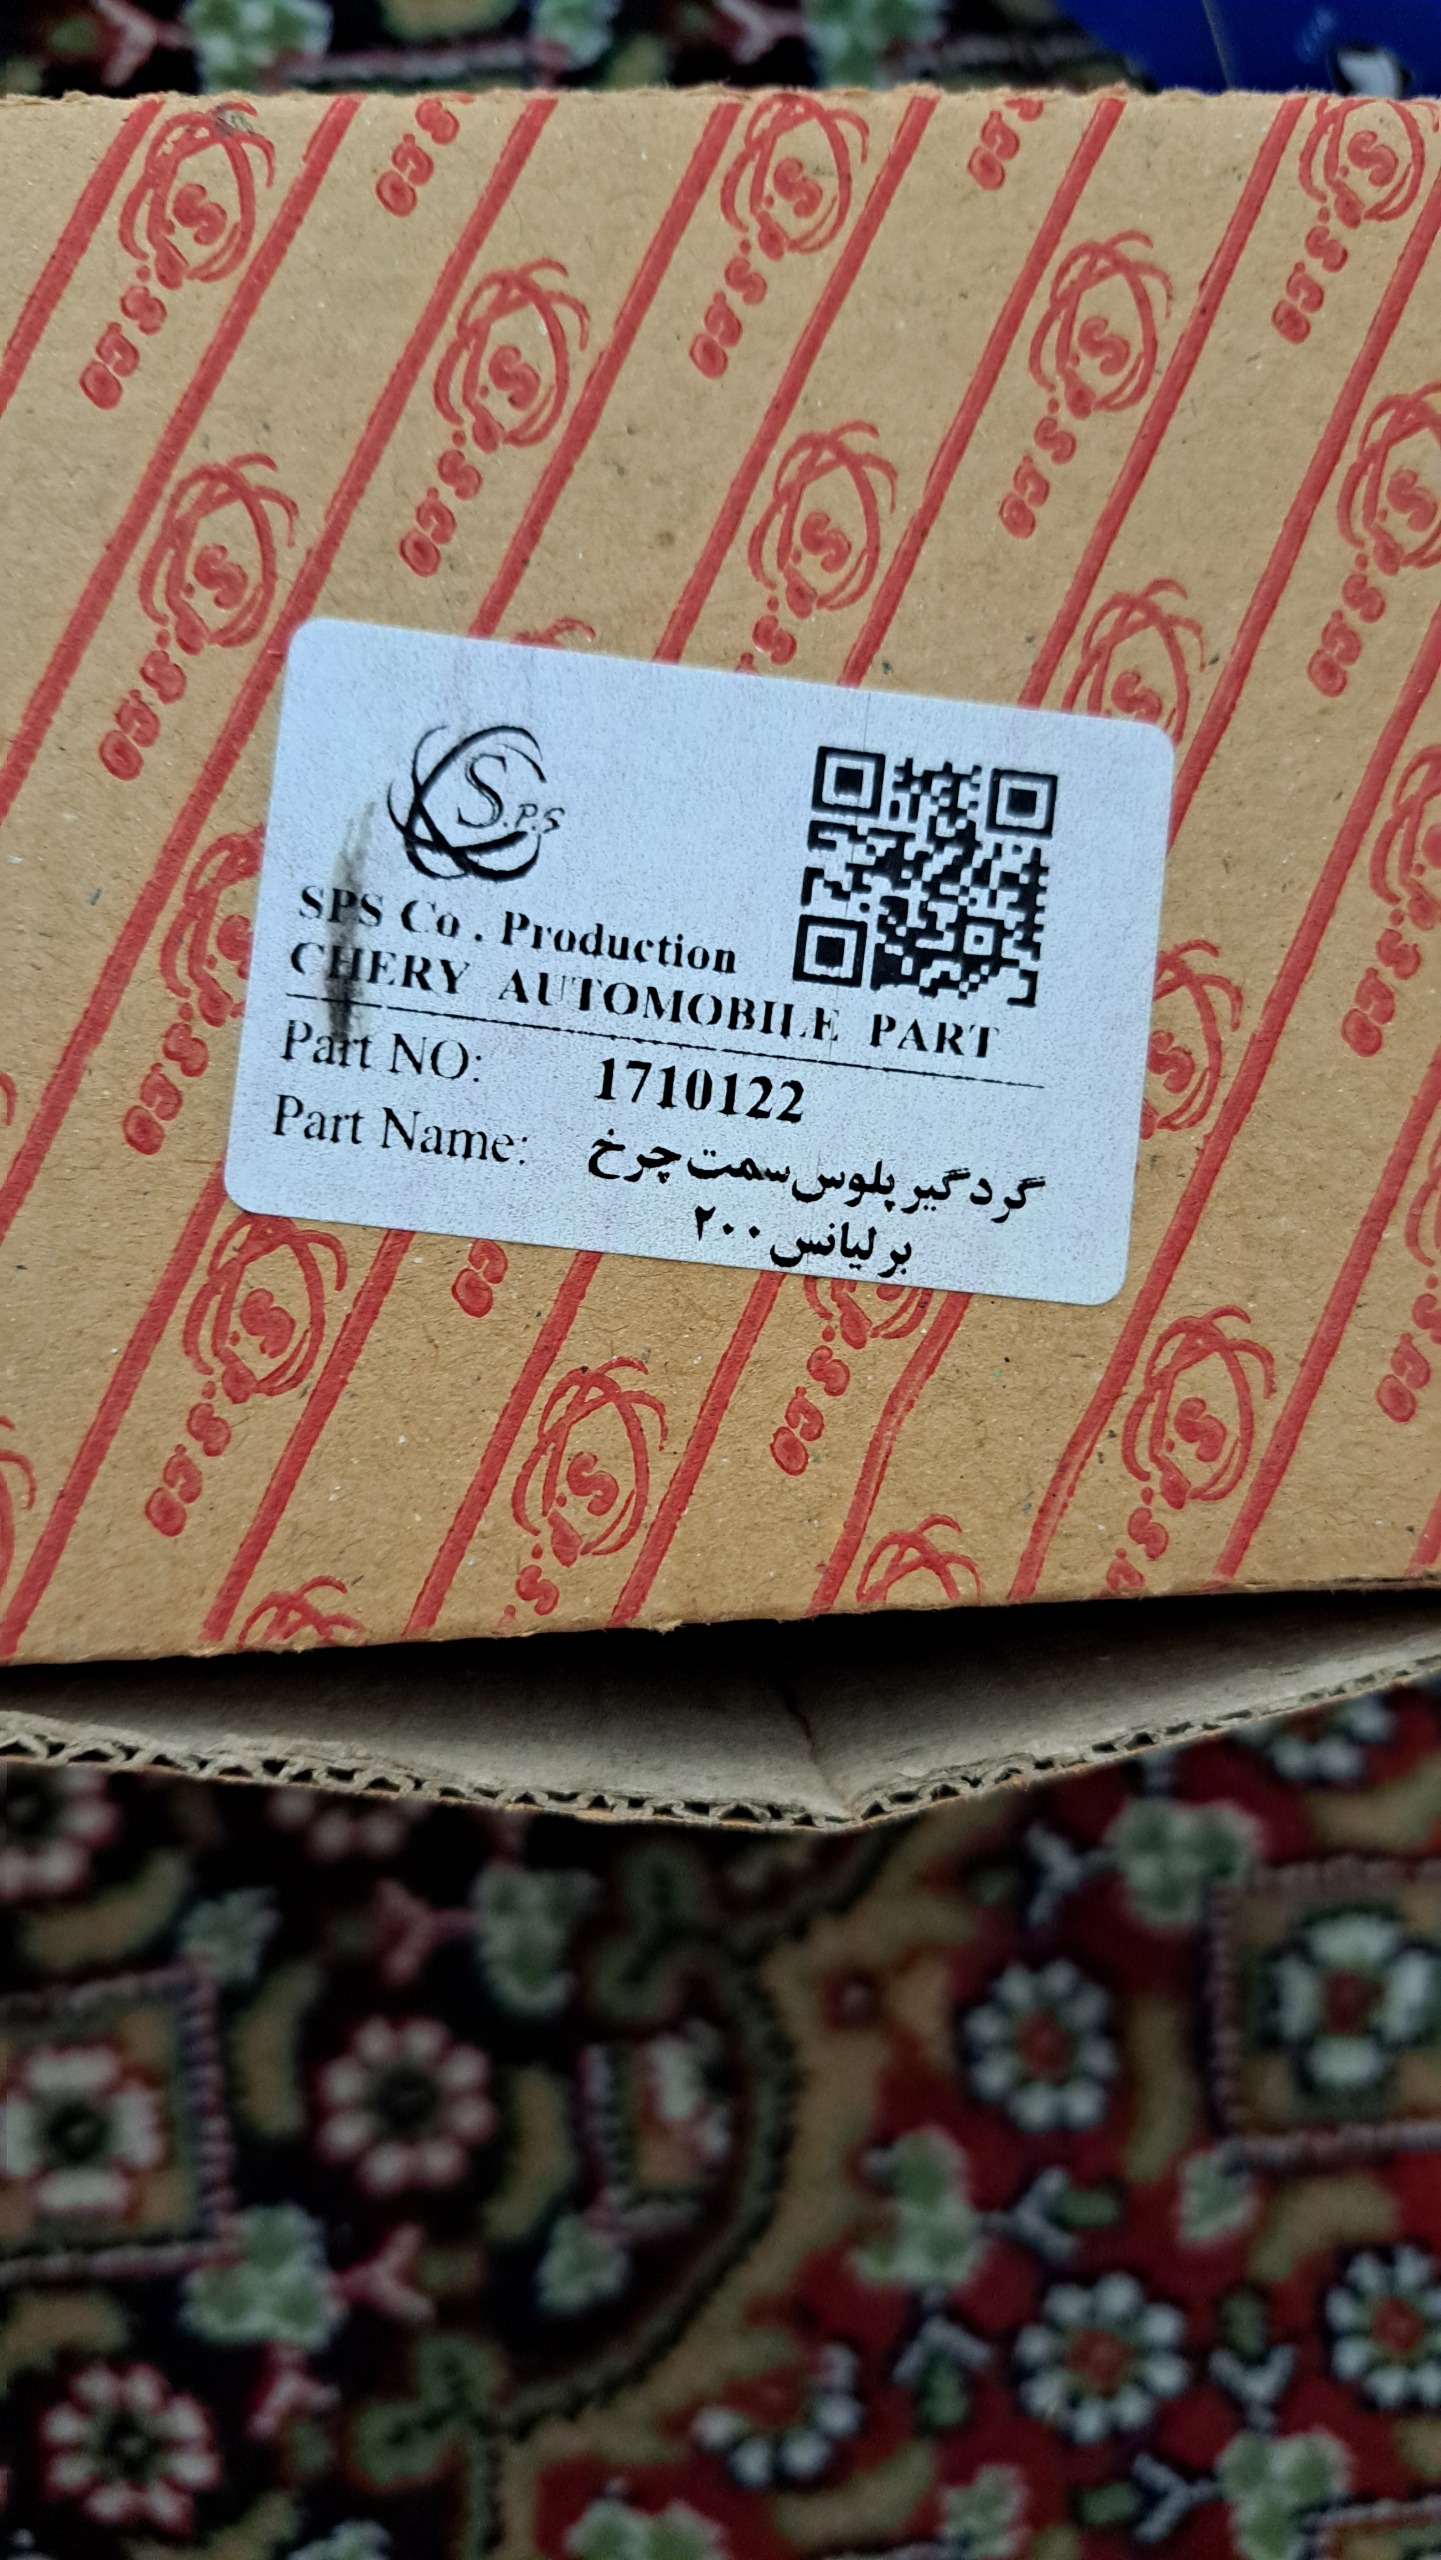 S.P.S
SPS Co . Production
CHERY AUTOMOBILE PART
Part NO: 1710122
Part Name: گردگیر پلوس سمت چرخ
برلیانس ۲۰۰